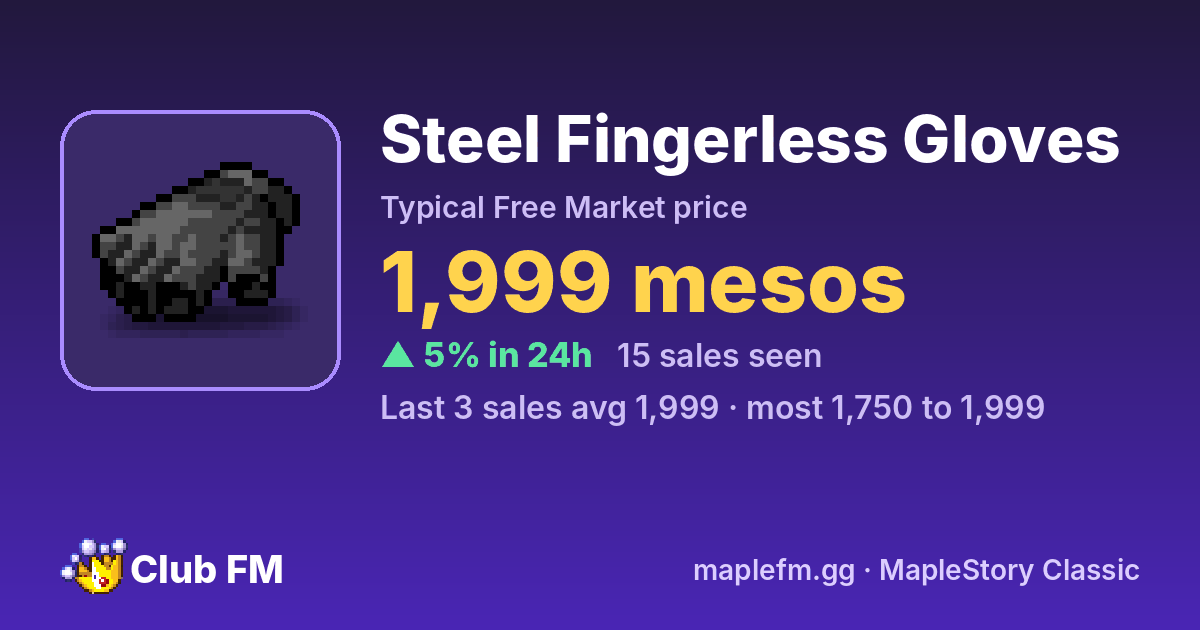 Steel Fingerless Gloves
Typical Free Market price
1,999 mesos
▲ 5% in 24h 15 sales seen
Last 3 sales avg 1,999 · most 1,750 to 1,999
Club FM
maplefm.gg · MapleStory Classic